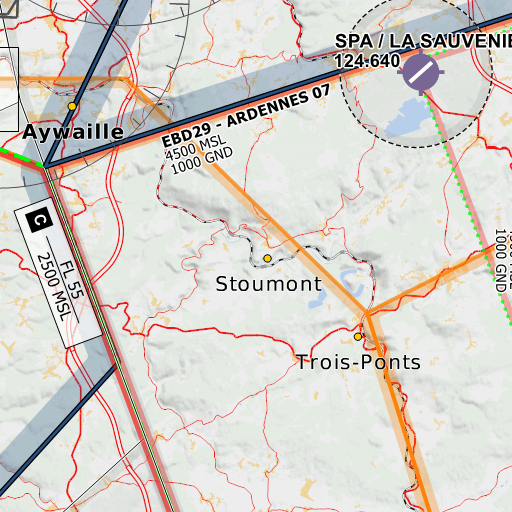 SPA / LA SAUVENIE
124.640
Aywaille
EBD29 - ARDENNES 07
4500 MSL
1000 GND
C
FL 55
2500 MSL
1000 GND
Stoumont
Trois-Ponts